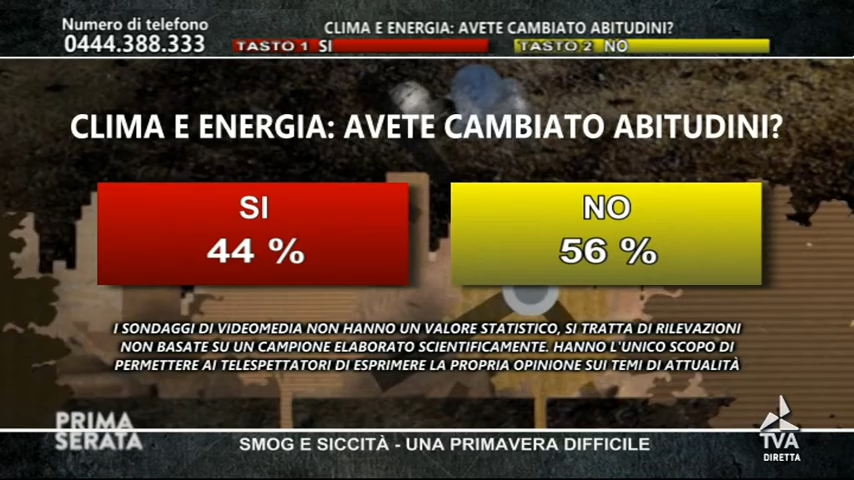 Numero di telefono
0444.388.333
CLIMA E ENERGIA: AVETE CAMBIATO ABITUDINI?
TASTO 1 SI
TASTO 2 NO
CLIMA E ENERGIA: AVETE CAMBIATO ABITUDINI?
SI
44 %
NO
56 %
I SONDAGGI DI VIDEOMEDIA NON HANNO UN VALORE STATISTICO, SI TRATTA DI RILEVAZIONI
NON BASATE SU UN CAMPIONE ELABORATO SCIENTIFICAMENTE. HANNO L'UNICO SCOPO DI
PERMETTERE AI TELESPETTATORI DI ESPRIMERE LA PROPRIA OPINIONE SUI TEMI DI ATTUALITÀ
PRIMA
SERATA
SMOG E SICCITÀ - UNA PRIMAVERA DIFFICILE
TVA
DIRETTA